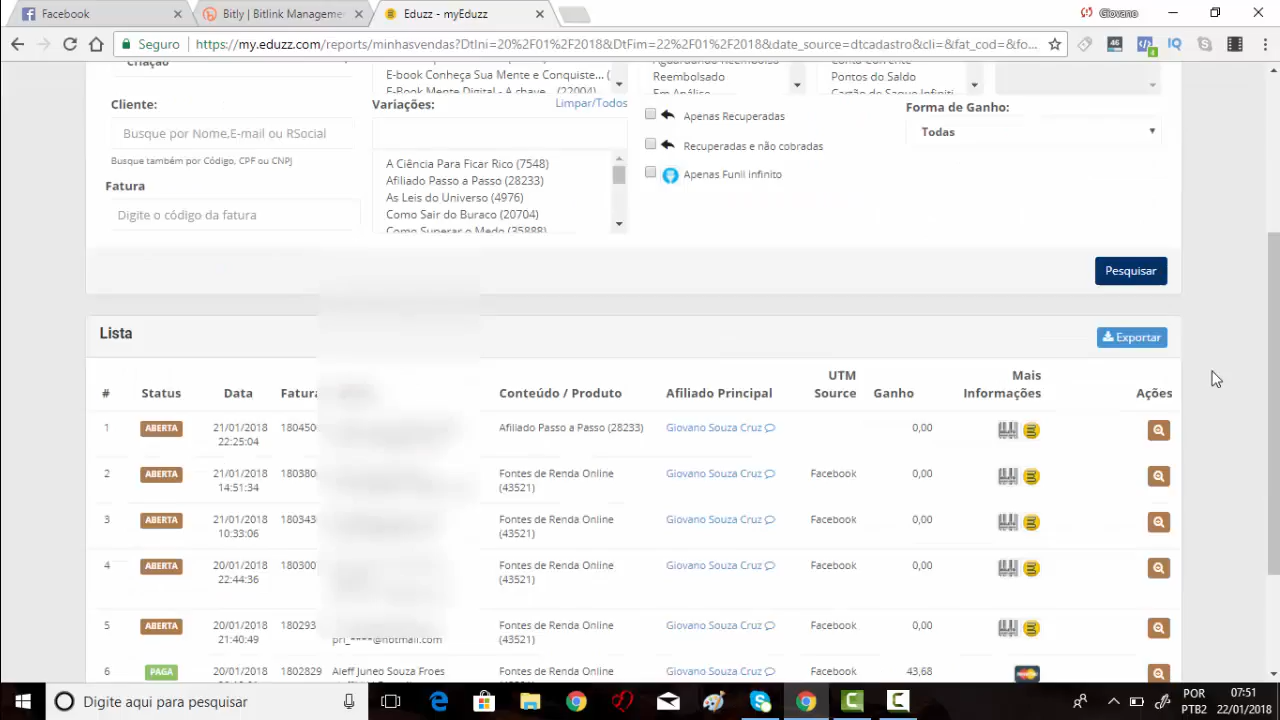 Facebook
Bitly | Bitlink Manageme
Eduzz - myEduzz
Giovano
Seguro
https://my.eduzz.com/reports/minhasvendas?DtIni=20%2F01%2F2018&DtFim=22%2F01%2F2018&date_source=dtcadastro&cli=&fat_cod=&fo...
Criação
E-book Conheça Sua Mente e Conquiste... (
E-book Mente Digital - A chave... (22004)
Aguardando Reembolso
Reembolsado
Em Análise
Conta Corrente
Pontos do Saldo
Cartão de Saque Infiniti
Cliente:
Busque por Nome,E-mail ou RSocial
Busque também por Código, CPF ou CNPJ
Fatura
Digite o código da fatura
Variações:
Limpar/Todos
A Ciência Para Ficar Rico (7548)
Afiliado Passo a Passo (28233)
As Leis do Universo (4976)
Como Sair do Buraco (20704)
Como Superar o Medo (35888)
Apenas Recuperadas
Recuperadas e não cobradas
Apenas Funil infinito
Forma de Ganho:
Todas
Pesquisar
Lista
Exportar
# Status Data Fatura Conteúdo / Produto Afiliado Principal UTM Source Ganho Mais Informações Ações
1 ABERTA 21/01/2018 22:25:04 180450 Afiliado Passo a Passo (28233) Giovano Souza Cruz 0,00
2 ABERTA 21/01/2018 14:51:34 180380 Fontes de Renda Online (43521) Giovano Souza Cruz Facebook 0,00
3 ABERTA 21/01/2018 10:33:06 180343 Fontes de Renda Online (43521) Giovano Souza Cruz Facebook 0,00
4 ABERTA 20/01/2018 22:44:36 180300 Fontes de Renda Online (43521) Giovano Souza Cruz Facebook 0,00
5 ABERTA 20/01/2018 21:40:49 180293 Fontes de Renda Online (43521) Giovano Souza Cruz Facebook 0,00
6 PAGA 20/01/2018 1802829 Aleff Juneo Souza Froes Fontes de Renda Online Giovano Souza Cruz Facebook 43,68
Digite aqui para pesquisar
POR
PTB2
07:51
22/01/2018